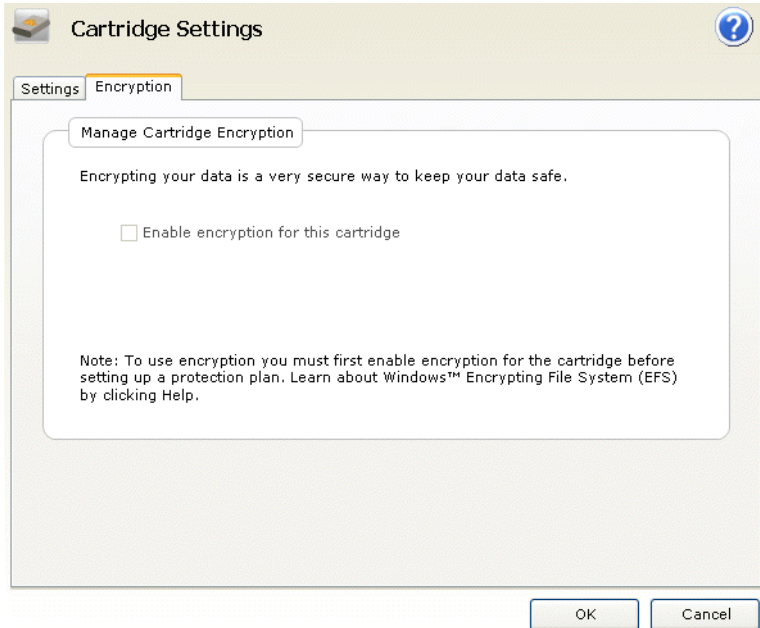 Cartridge Settings
?
Settings
Encryption
Manage Cartridge Encryption
Encrypting your data is a very secure way to keep your data safe.
Enable encryption for this cartridge
Note: To use encryption you must first enable encryption for the cartridge before
setting up a protection plan. Learn about Windows™ Encrypting File System (EFS)
by clicking Help.
OK
Cancel